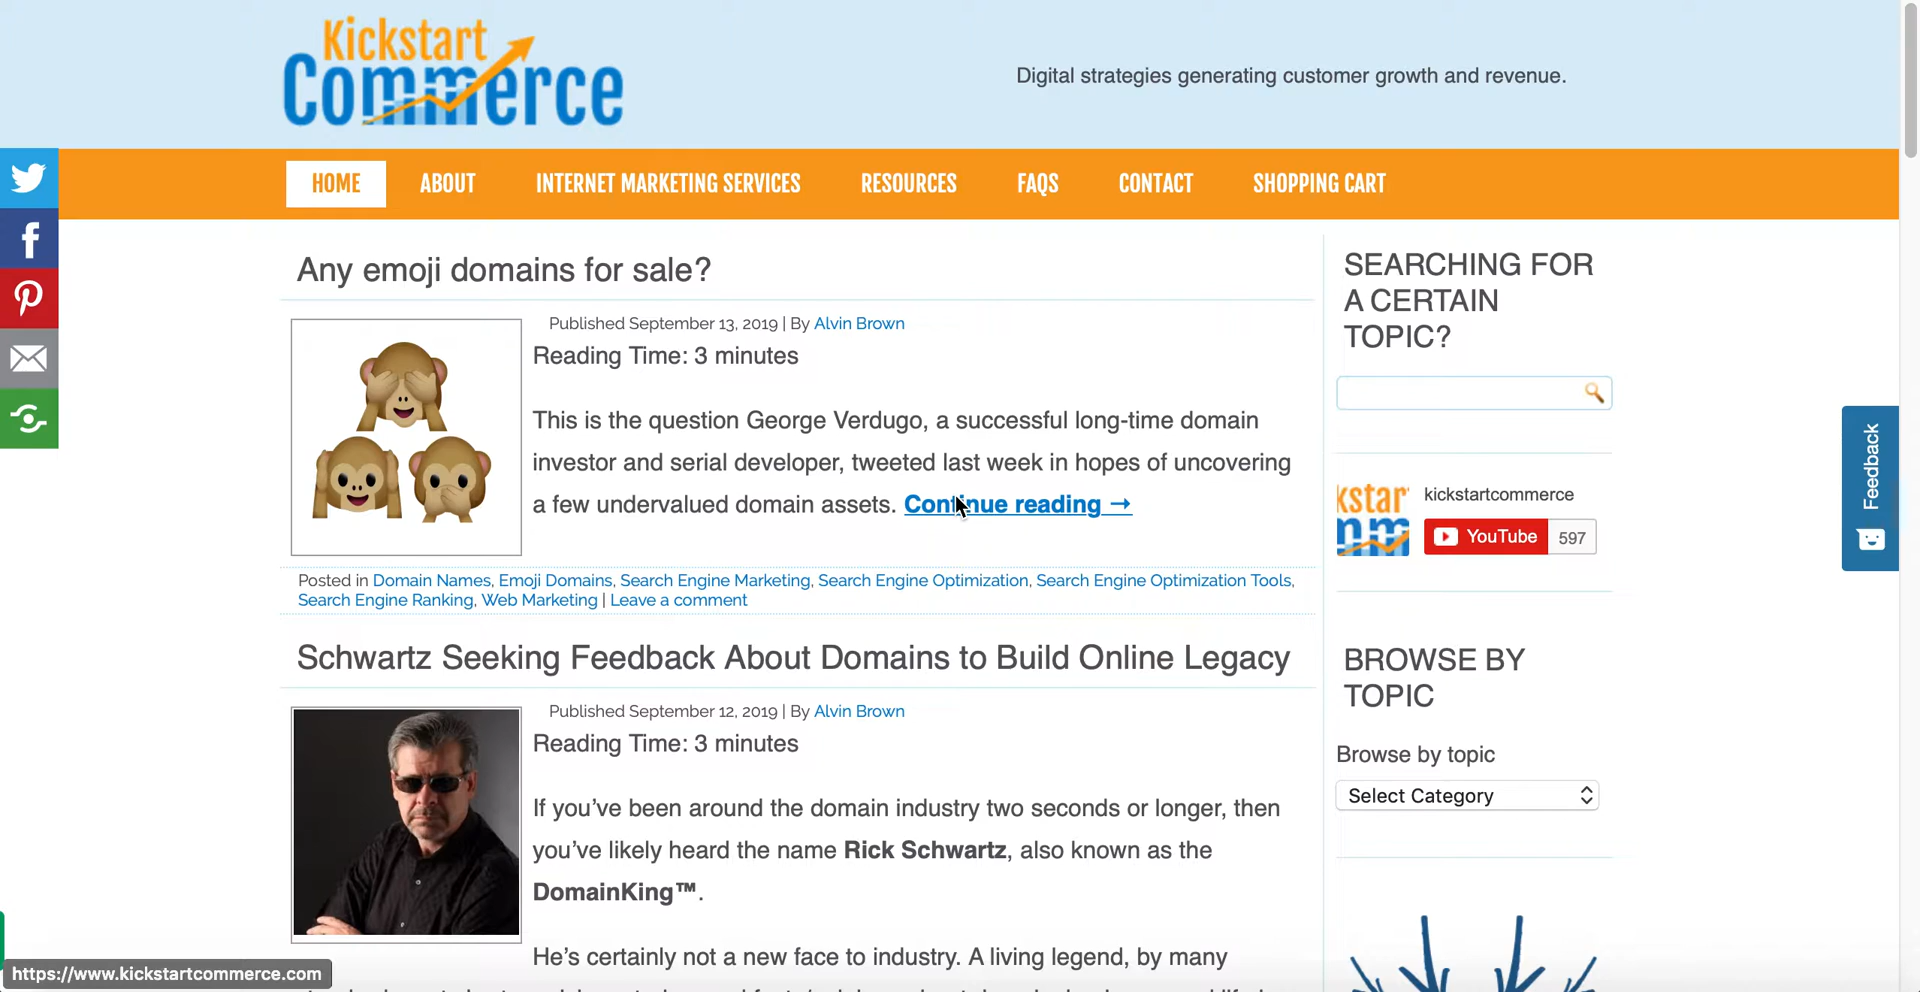 Kickstart
Commerce
Digital strategies generating customer growth and revenue.
HOME
ABOUT
INTERNET MARKETING SERVICES
RESOURCES
FAQS
CONTACT
SHOPPING CART
Any emoji domains for sale?
Published September 13, 2019 | By Alvin Brown
Reading Time: 3 minutes
This is the question George Verdugo, a successful long-time domain
investor and serial developer, tweeted last week in hopes of uncovering
a few undervalued domain assets. Continue reading →
Posted in Domain Names, Emoji Domains, Search Engine Marketing, Search Engine Optimization, Search Engine Optimization Tools,
Search Engine Ranking, Web Marketing | Leave a comment
Schwartz Seeking Feedback About Domains to Build Online Legacy
Published September 12, 2019 | By Alvin Brown
Reading Time: 3 minutes
If you’ve been around the domain industry two seconds or longer, then
you’ve likely heard the name Rick Schwartz, also known as the
DomainKing™.
He’s certainly not a new face to industry. A living legend, by many
SEARCHING FOR
A CERTAIN
TOPIC?
kickstartcommerce
YouTube 597
BROWSE BY
TOPIC
Browse by topic
Select Category
Feedback
https://www.kickstartcommerce.com